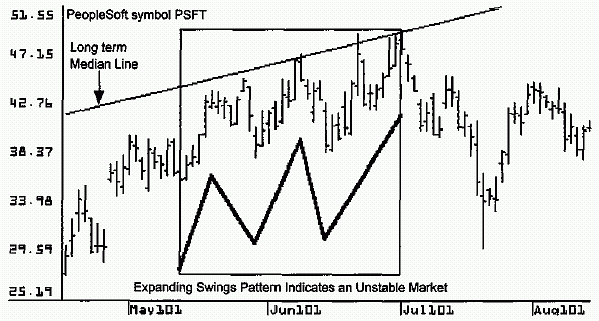 51.55
PeopleSoft symbol PSFT
Long term
Median Line
47.15
42.76
38.37
33.98
29.59
25.19
Expanding Swings Pattern Indicates an Unstable Market
May101
Jun101
Jul101
Aug101